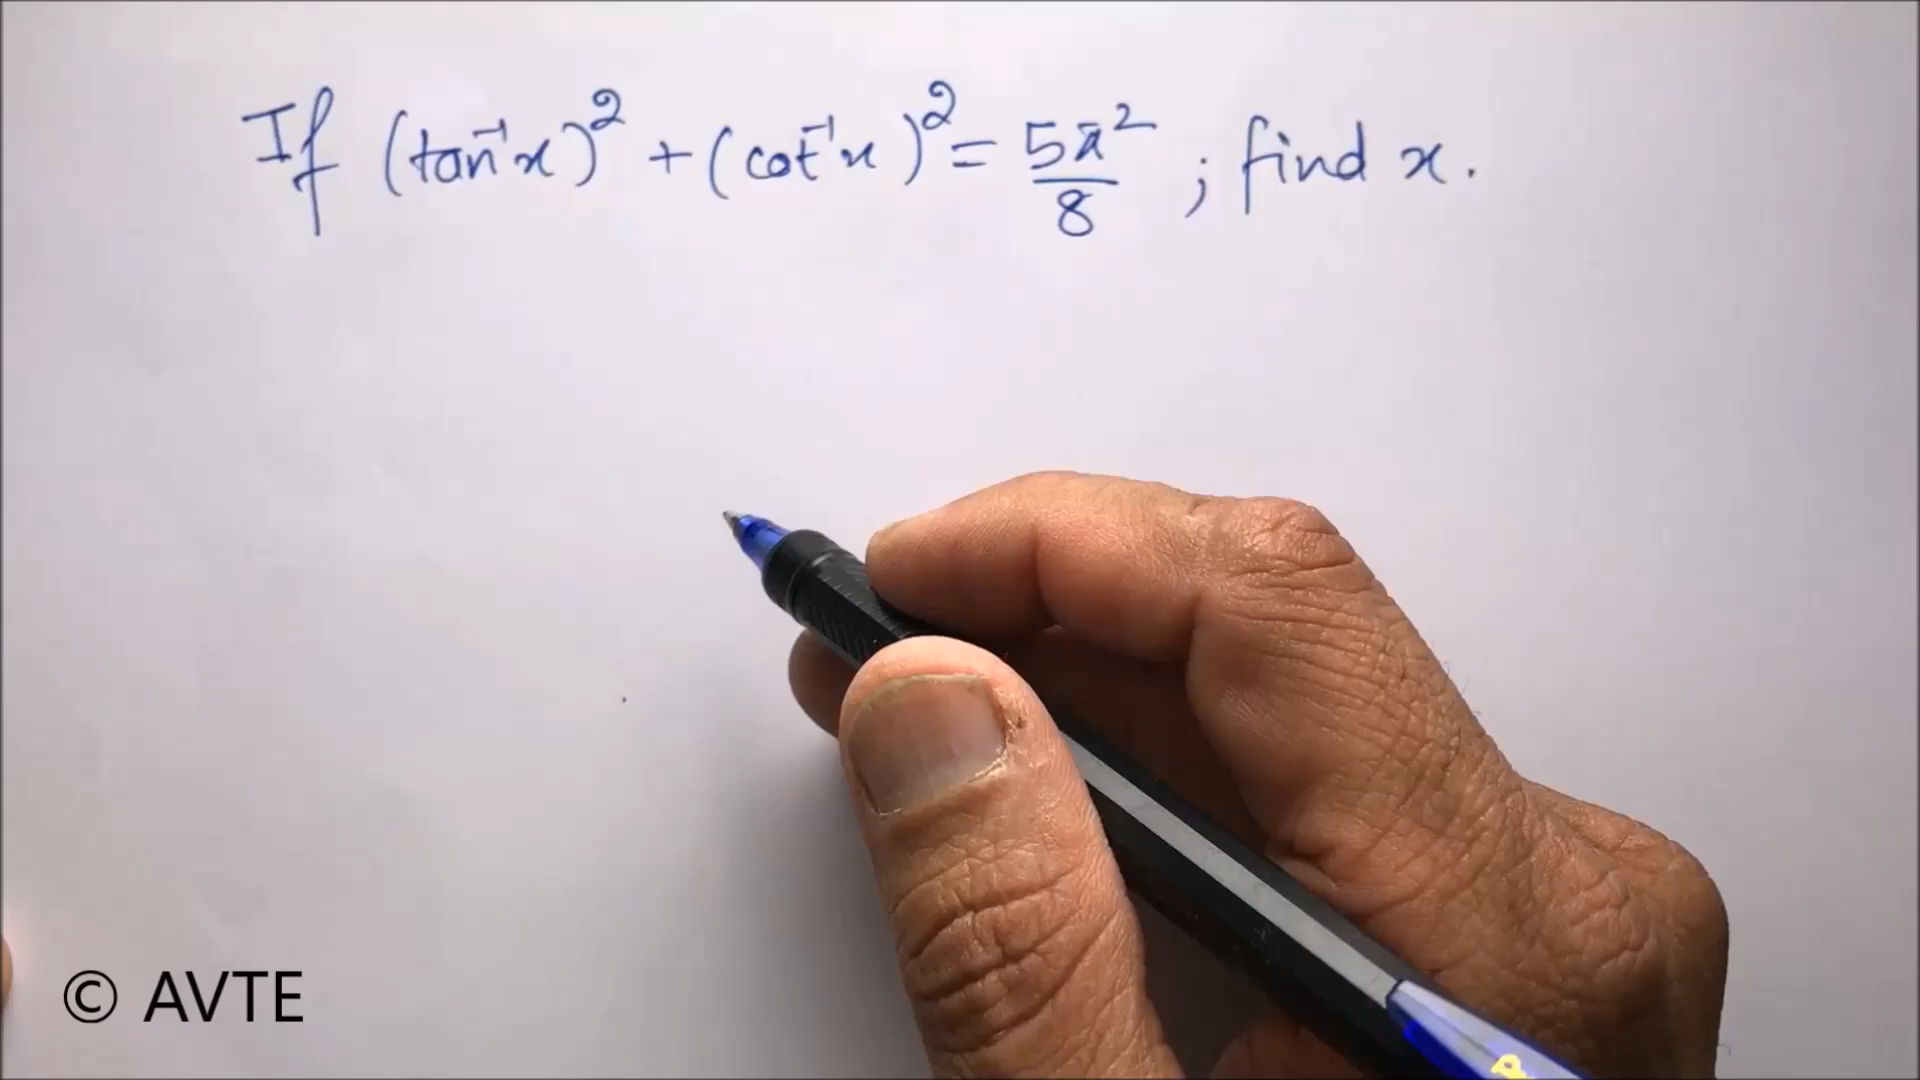 If (tan⁻¹x)² + (cot⁻¹x)² = 5π²/8 ; find x.
© AVTE